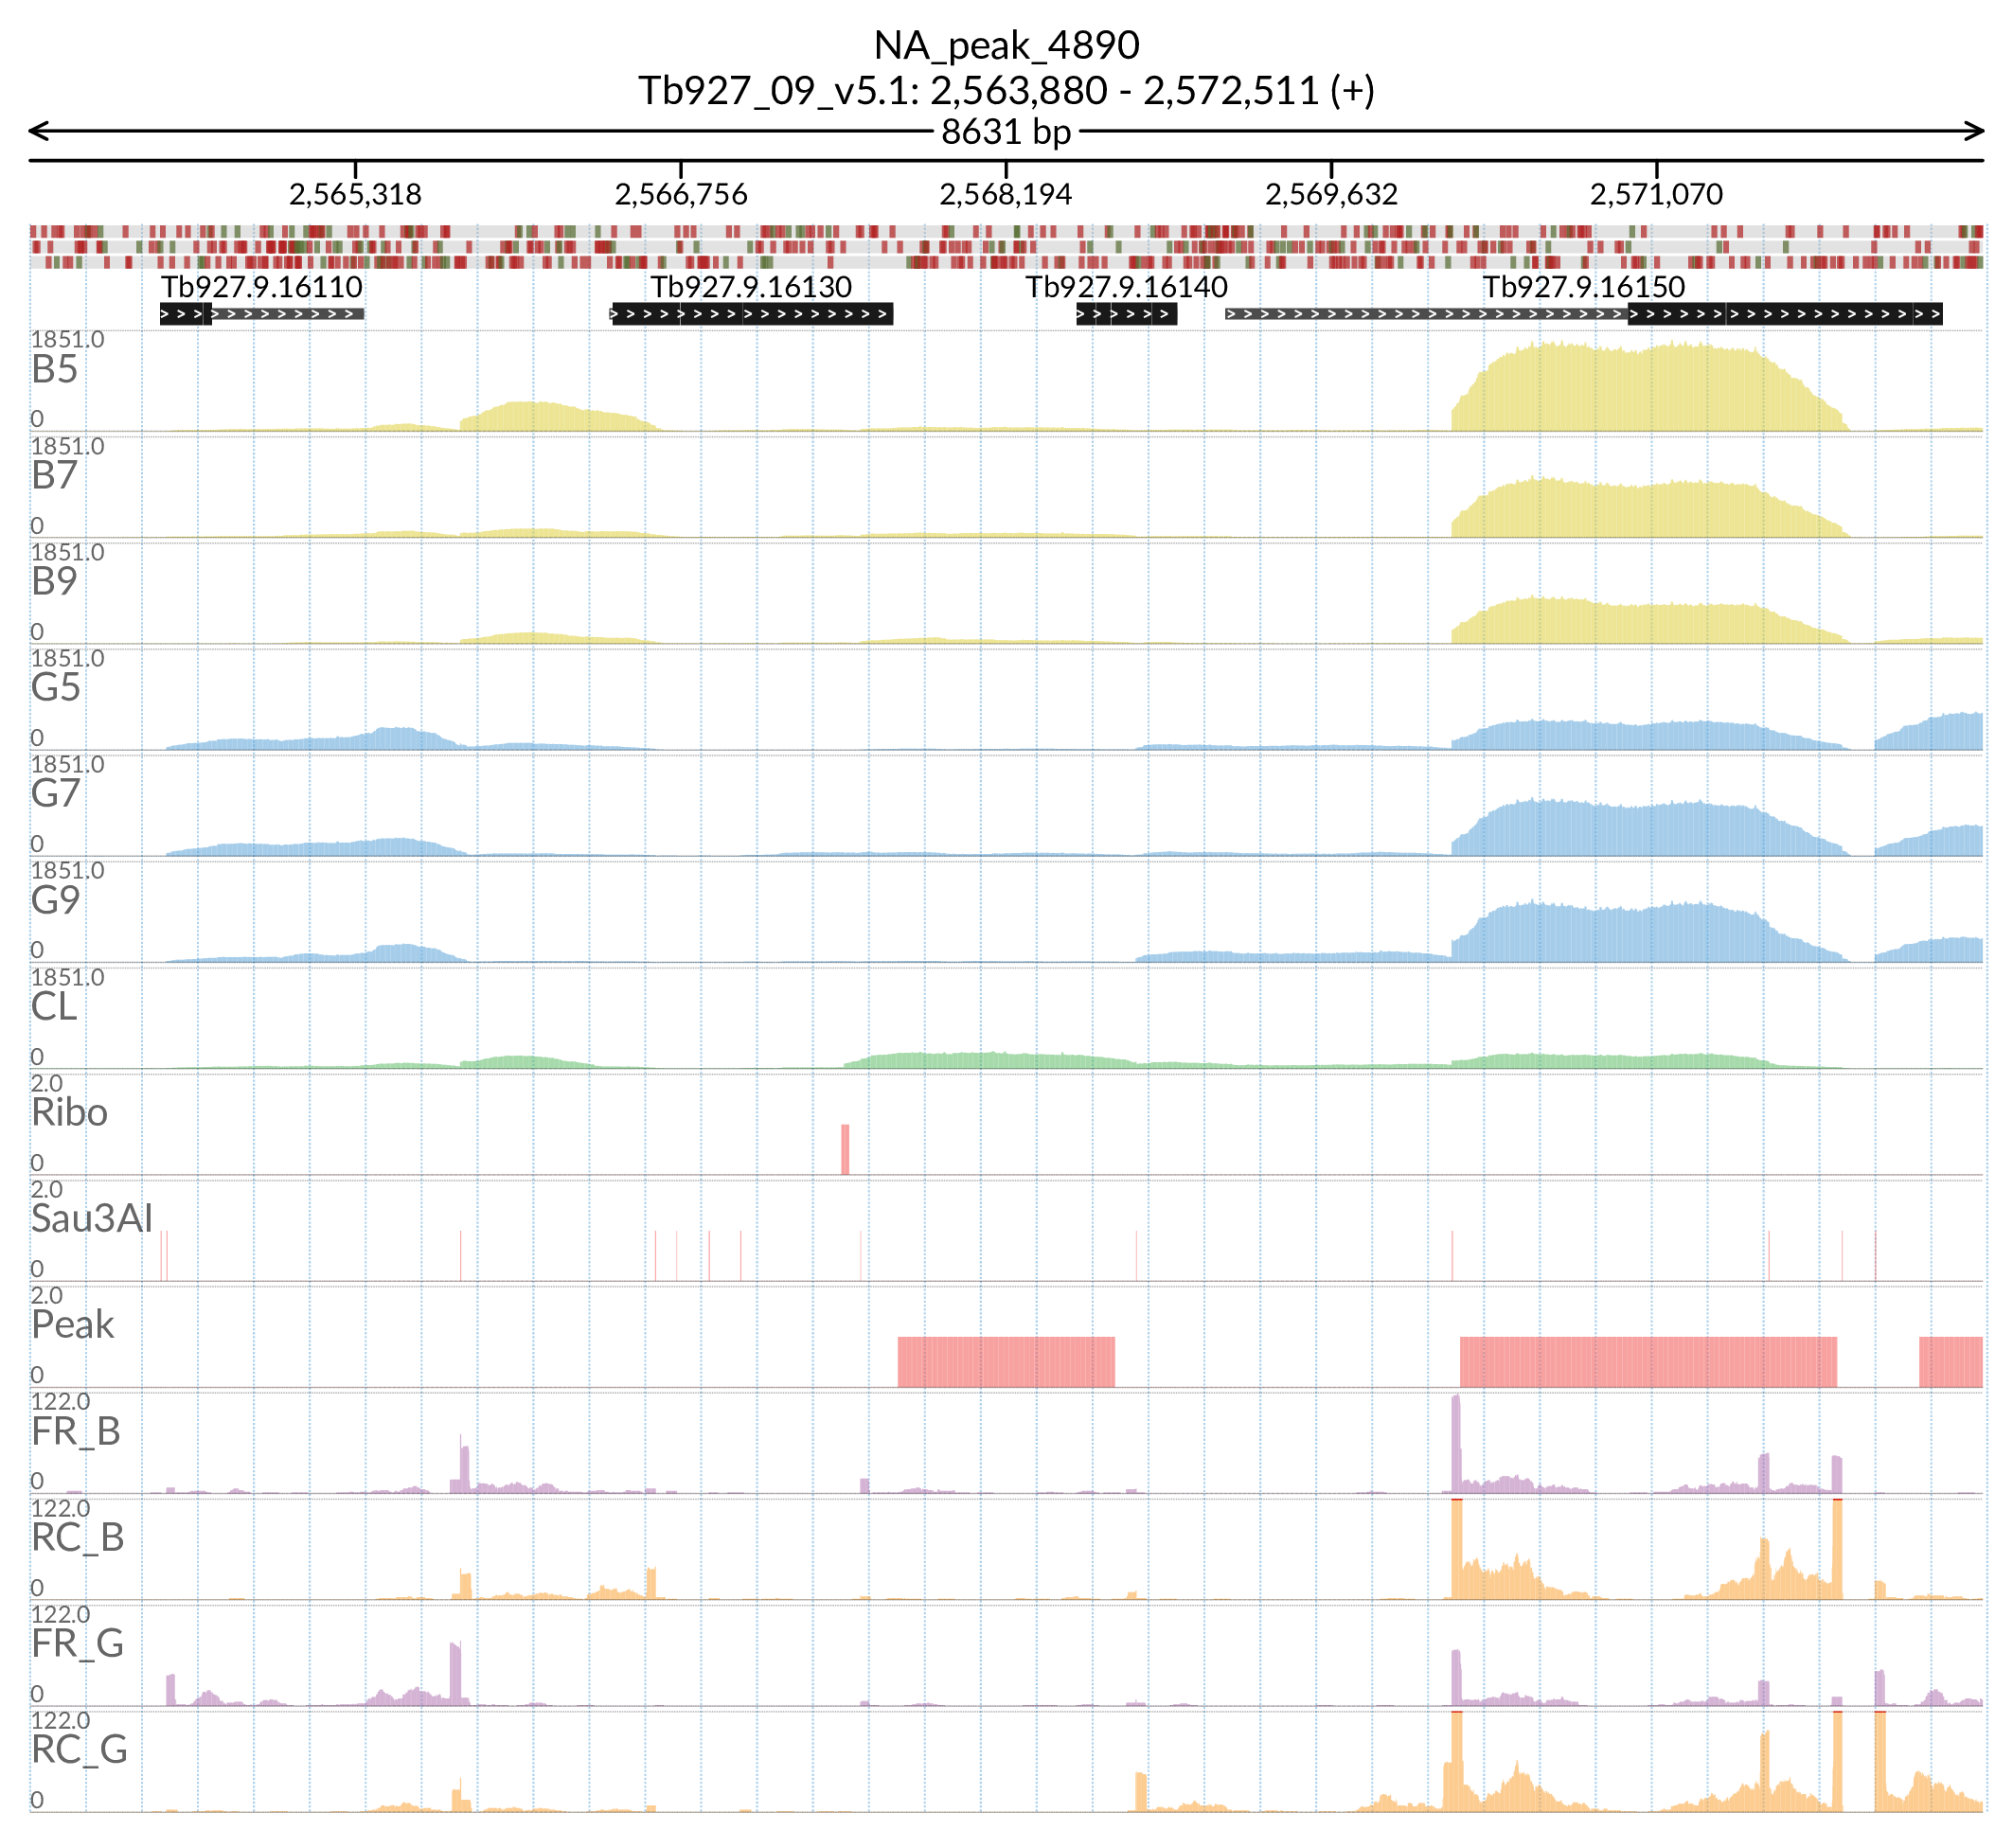 NA_peak_4890
Tb927_09_v5.1: 2,563,880 - 2,572,511 (+)
8631 bp
2,565,318 2,566,756 2,568,194 2,569,632 2,571,070
Tb927.9.16110 Tb927.9.16130 Tb927.9.16140 Tb927.9.16150
1851.0
B5
0
1851.0
B7
0
1851.0
B9
0
1851.0
G5
0
1851.0
G7
0
1851.0
G9
0
1851.0
CL
0
2.0
Ribo
0
2.0
Sau3AI
0
2.0
Peak
0
122.0
FR_B
0
122.0
RC_B
0
122.0
FR_G
0
122.0
RC_G
0